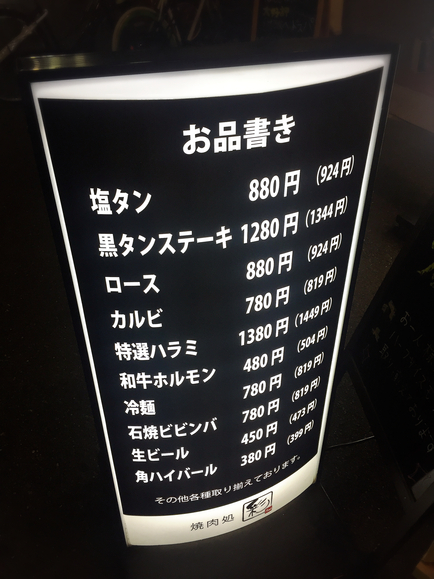 お品書き
塩タン 880円 (924円)
黒タンステーキ 1280円 (1344円)
ロース 880円 (924円)
カルビ 780円 (819円)
特選ハラミ 1380円 (1449円)
和牛ホルモン 480円 (504円)
冷麺 780円 (819円)
石焼ビビンバ 780円 (819円)
生ビール 450円 (473円)
角ハイバール 380円 (399円)
その他各種取り揃えております。
焼肉処 彩